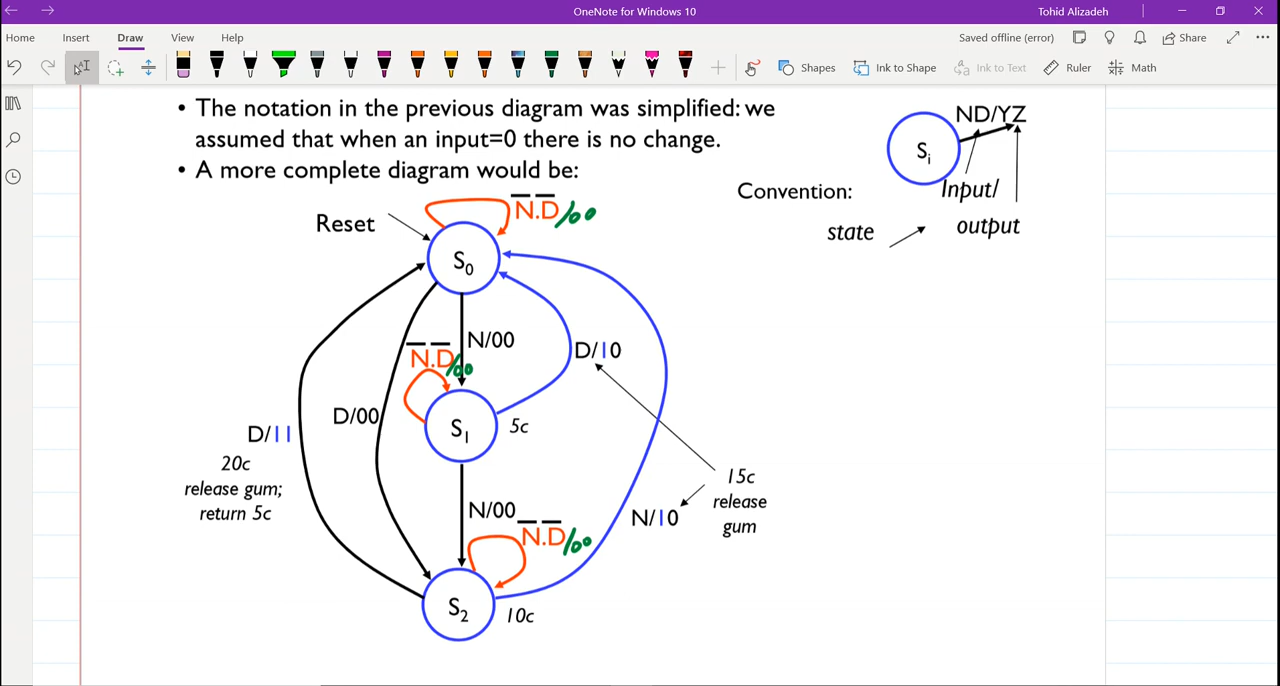 OneNote for Windows 10
Tohid Alizadeh
Home Insert Draw View Help
Saved offline (error)
Share
Shapes
Ink to Shape
Ink to Text
Ruler
Math
• The notation in the previous diagram was simplified: we
assumed that when an input=0 there is no change.
• A more complete diagram would be:
ND/YZ
Sᵢ
Convention:
Input/
output
state
Reset
N̅.D̅/00
S₀
N/00
N̅.D̅/00
D/10
D/00
S₁
5c
D/11
20c
release gum;
return 5c
15c
release
gum
N/00
N/10
N̅.D̅/00
S₂
10c